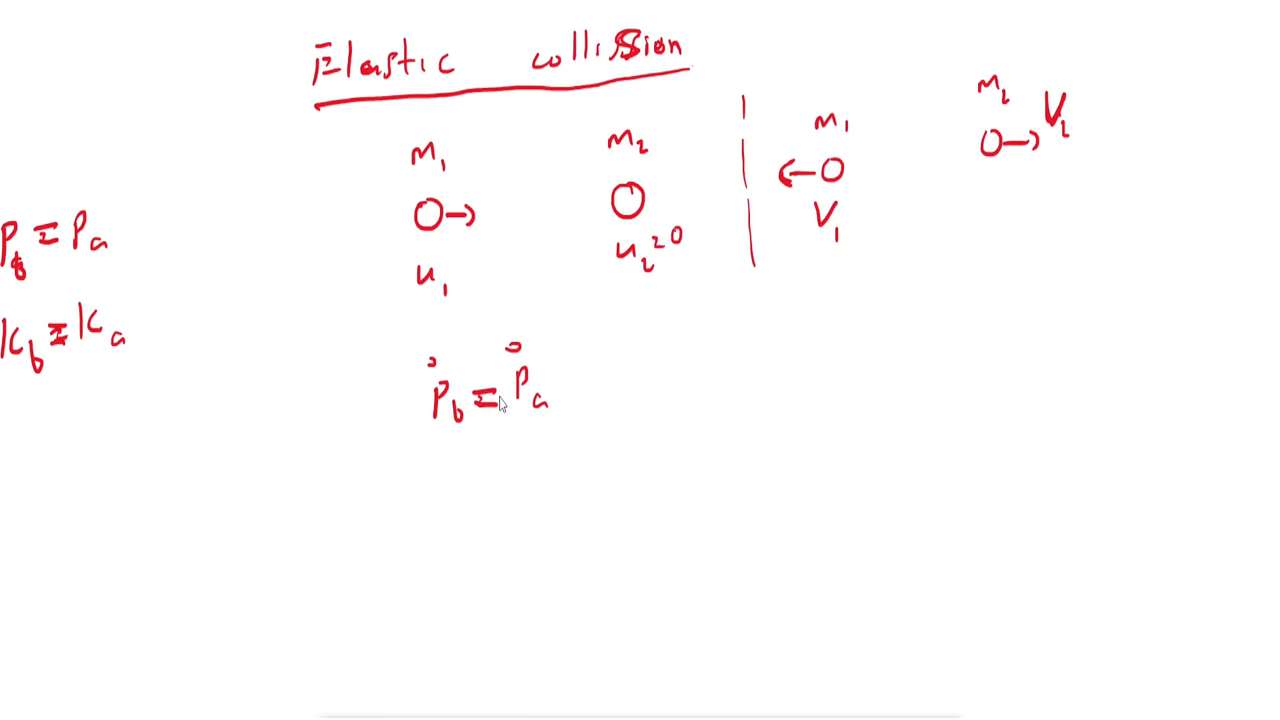 Elastic collision
m₁ m₂ m₁ m₂ V₂
u₁ u₂=0 V₁
Pb = Pa
Kb = Ka
Pb = Pa